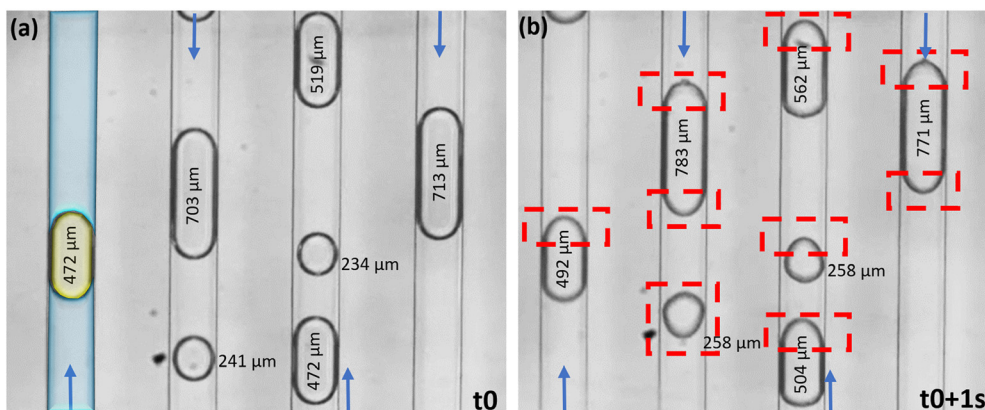 (a)
519 µm
703 µm
713 µm
472 µm
234 µm
241 µm
472 µm
t0
(b)
562 µm
783 µm
771 µm
492 µm
258 µm
258 µm
504 µm
t0+1s